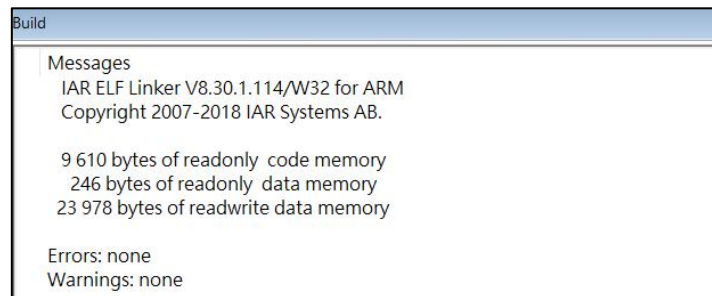 Build
Messages
IAR ELF Linker V8.30.1.114/W32 for ARM
Copyright 2007-2018 IAR Systems AB.
9 610 bytes of readonly  code memory
246 bytes of readonly  data memory
23 978 bytes of readwrite data memory
Errors: none
Warnings: none